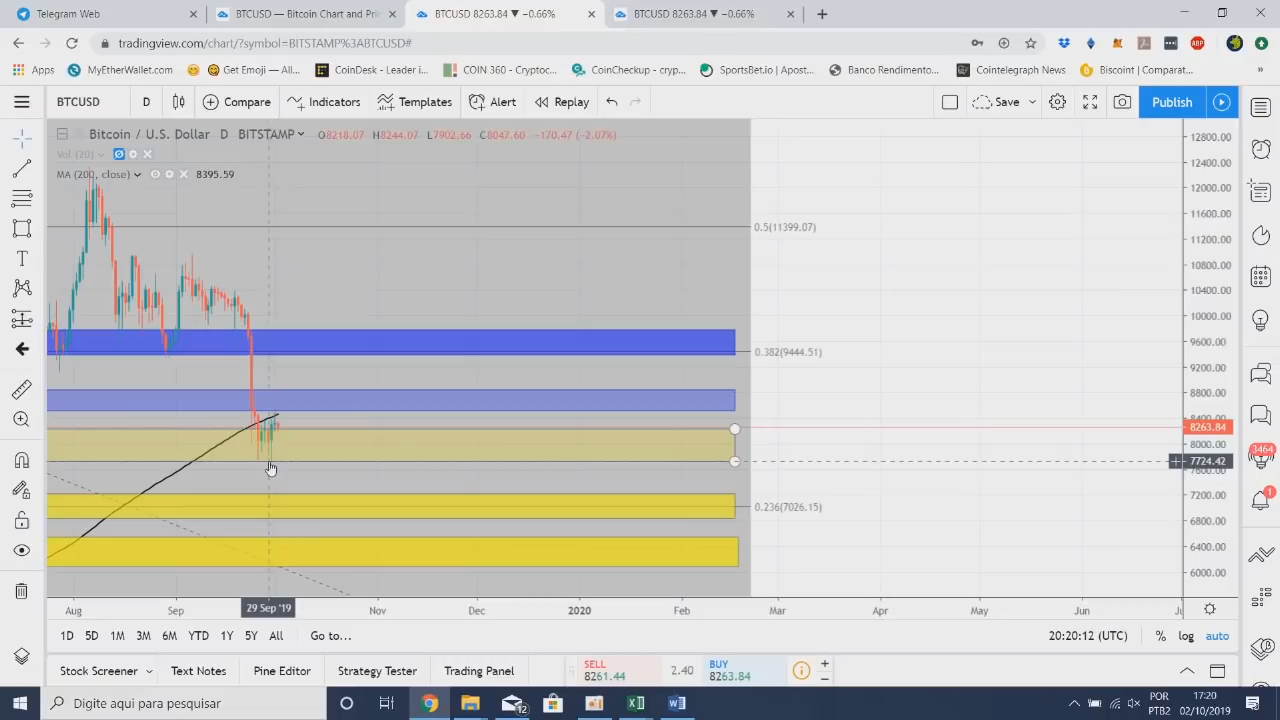 Telegram Web
BTCUSD — Bitcoin Chart and Pri
BTCUSD 8263.84 ▼ −0.66%
BTCUSD 8263.84 ▼ −0.66%
tradingview.com/chart/?symbol=BITSTAMP%3ABTCUSD#
Apps
MyEtherWallet.com
Get Emoji — All...
CoinDesk - Leader i...
COIN 360 - Cryptoc...
CoinCheckup - cryp...
SportsBet.io | Apost...
Banco Rendimento...
Cointelegraph News
Biscoint | Comparat...
BTCUSD D Compare Indicators Templates Alert Replay Save Publish
Bitcoin / U.S. Dollar D BITSTAMP O8218.07 H8244.07 L7902.66 C8047.60 −170.47 (−2.07%)
Vol (20)
MA (200, close) 8395.59
0.5(11399.07)
0.382(9444.51)
0.236(7026.15)
12800.00
12400.00
12000.00
11600.00
11200.00
10800.00
10400.00
10000.00
9600.00
9200.00
8800.00
8400.00
8263.84
8000.00
7724.42
7600.00
7200.00
6800.00
6400.00
6000.00
3464
1
Aug Sep 29 Sep '19 Nov Dec 2020 Feb Mar Apr May Jun
1D 5D 1M 3M 6M YTD 1Y 5Y All Go to... 20:20:12 (UTC) % log auto
Stock Screener Text Notes Pine Editor Strategy Tester Trading Panel
SELL
8261.44
2.40
BUY
8263.84
Digite aqui para pesquisar
12
POR
PTB2
17:20
02/10/2019